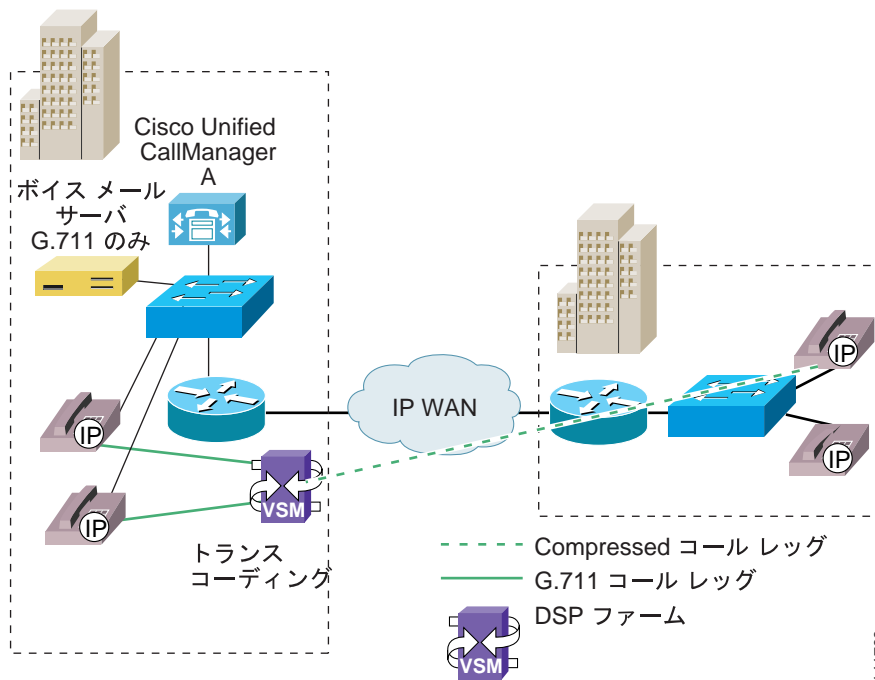 Cisco Unified
CallManager
A
ボイス メール
サーバ
G.711 のみ
IP WAN
IP
IP
IP
IP
VSM
トランス
コーディング
Compressed コール レッグ
G.711 コール レッグ
DSP ファーム
VSM